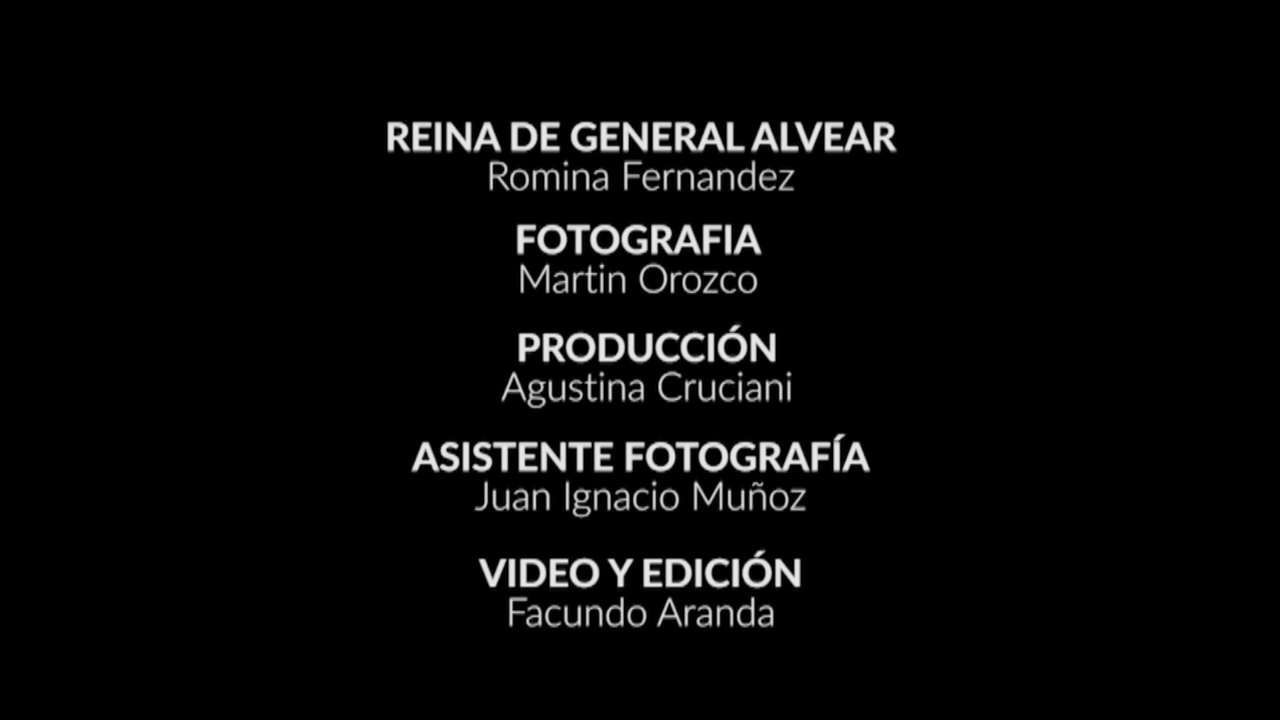 REINA DE GENERAL ALVEAR
Romina Fernandez
FOTOGRAFIA
Martin Orozco
PRODUCCIÓN
Agustina Cruciani
ASISTENTE FOTOGRAFÍA
Juan Ignacio Muñoz
VIDEO Y EDICIÓN
Facundo Aranda